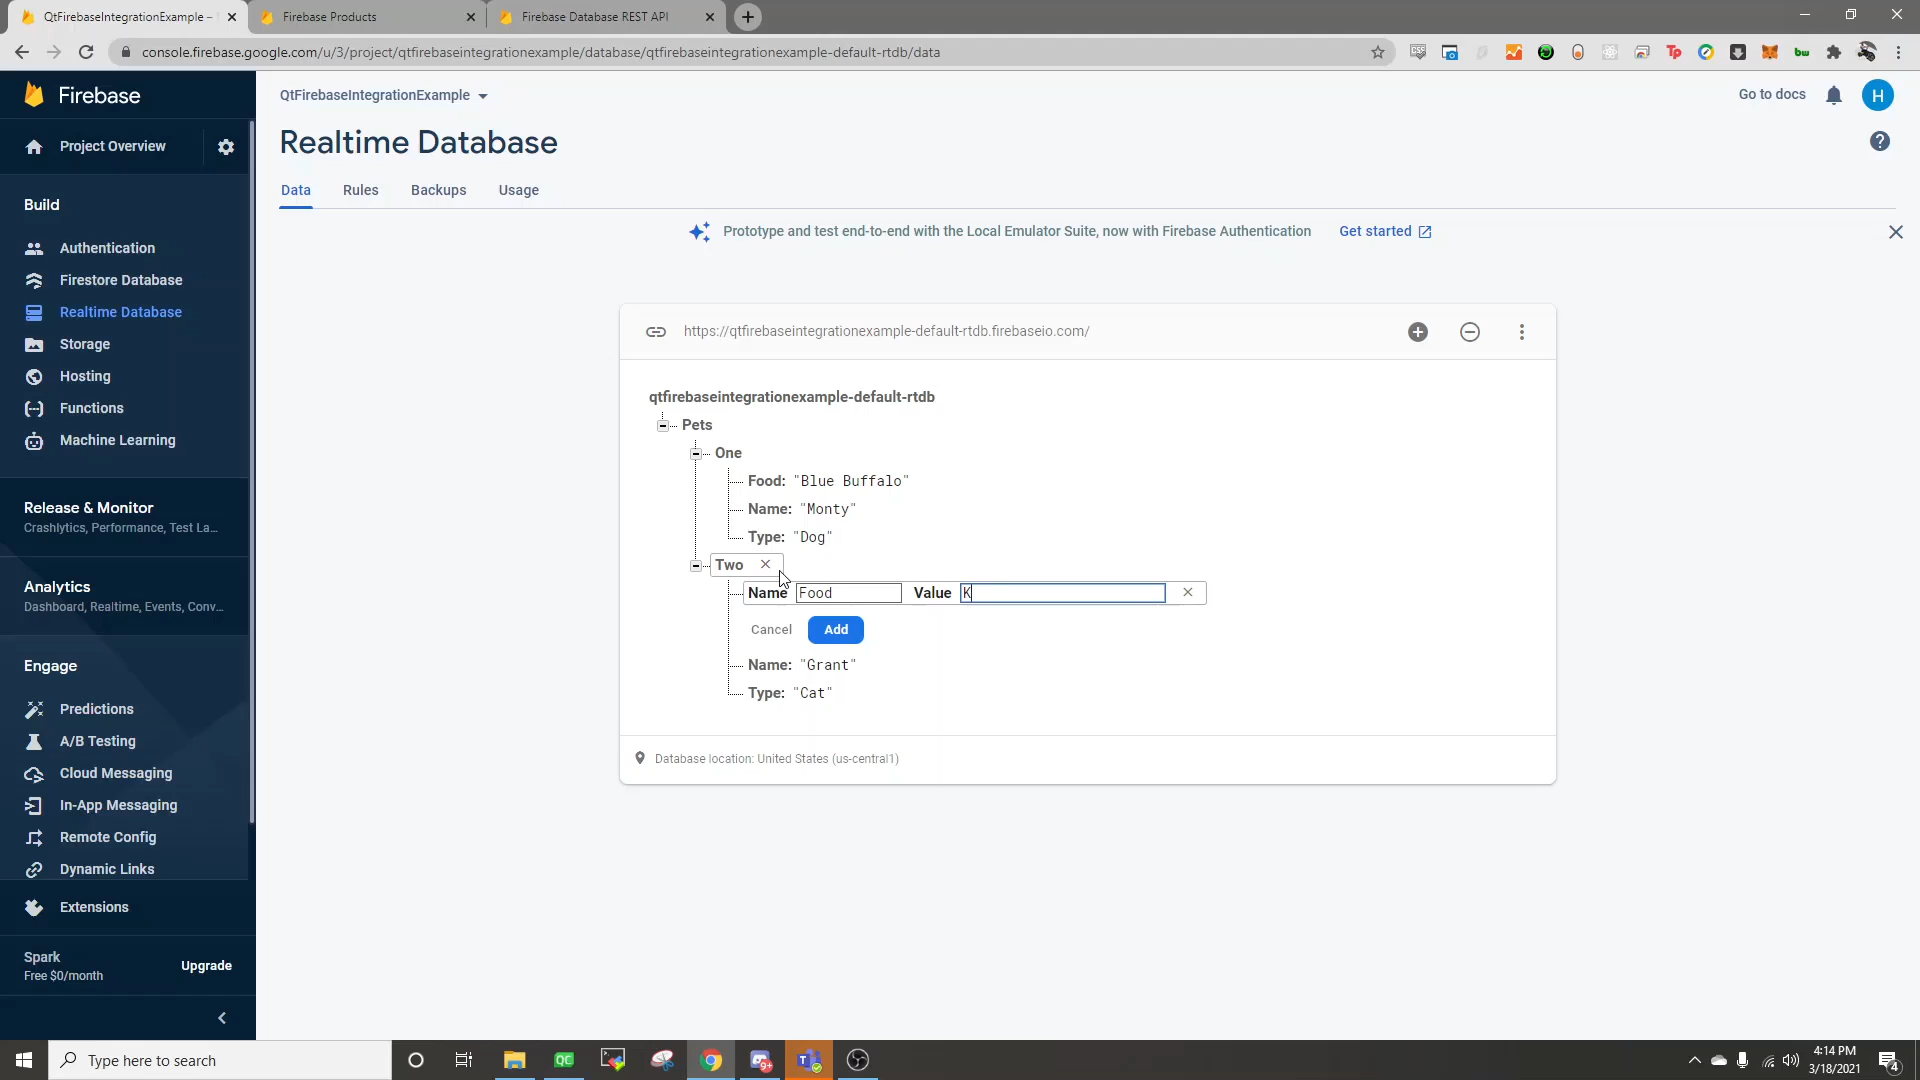 QtFirebaseIntegrationExample –
Firebase Products
Firebase Database REST API
console.firebase.google.com/u/3/project/qtfirebaseintegrationexample/database/qtfirebaseintegrationexample-default-rtdb/data
Firebase
QtFirebaseIntegrationExample
Go to docs
H
Realtime Database
Project Overview
Data
Rules
Backups
Usage
Prototype and test end-to-end with the Local Emulator Suite, now with Firebase Authentication
Get started
Build
Authentication
Firestore Database
Realtime Database
Storage
Hosting
Functions
Machine Learning
https://qtfirebaseintegrationexample-default-rtdb.firebaseio.com/
qtfirebaseintegrationexample-default-rtdb
Pets
One
Food: "Blue Buffalo"
Name: "Monty"
Type: "Dog"
Two
Name Food Value K
Cancel Add
Name: "Grant"
Type: "Cat"
Database location: United States (us-central1)
Release & Monitor
Crashlytics, Performance, Test La...
Analytics
Dashboard, Realtime, Events, Conv...
Engage
Predictions
A/B Testing
Cloud Messaging
In-App Messaging
Remote Config
Dynamic Links
Extensions
Spark
Free $0/month
Upgrade
Type here to search
QC
4:14 PM
3/18/2021
4